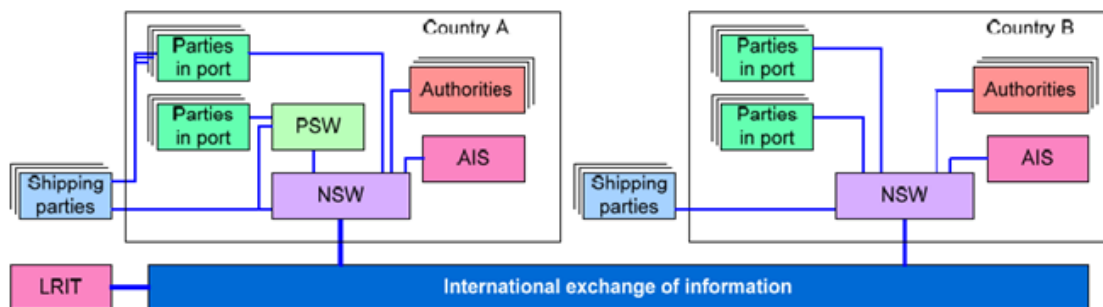 Country A
Parties
in port
Authorities
Parties
in port
PSW
AIS
Shipping
parties
NSW
Country B
Parties
in port
Authorities
Parties
in port
AIS
Shipping
parties
NSW
LRIT
International exchange of information